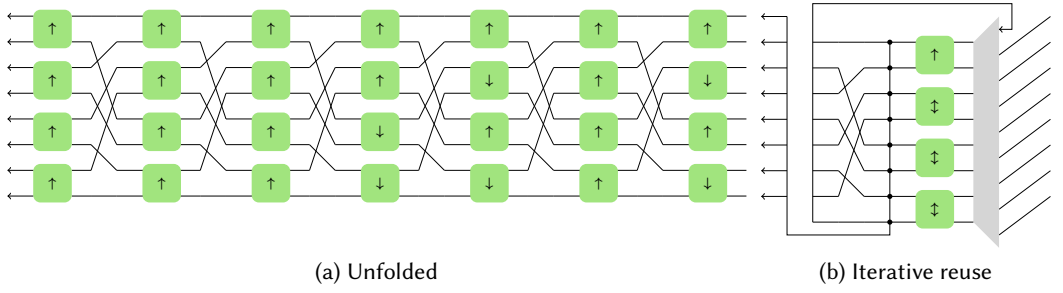 ↑ ↑ ↑ ↑ ↑ ↑ ↑
↑ ↑ ↑ ↑ ↓ ↑ ↓ ↑
↑ ↑ ↑ ↓ ↑ ↑ ↑ ↕
↑ ↑ ↑ ↓ ↓ ↑ ↓ ↕
↕
(a) Unfolded (b) Iterative reuse